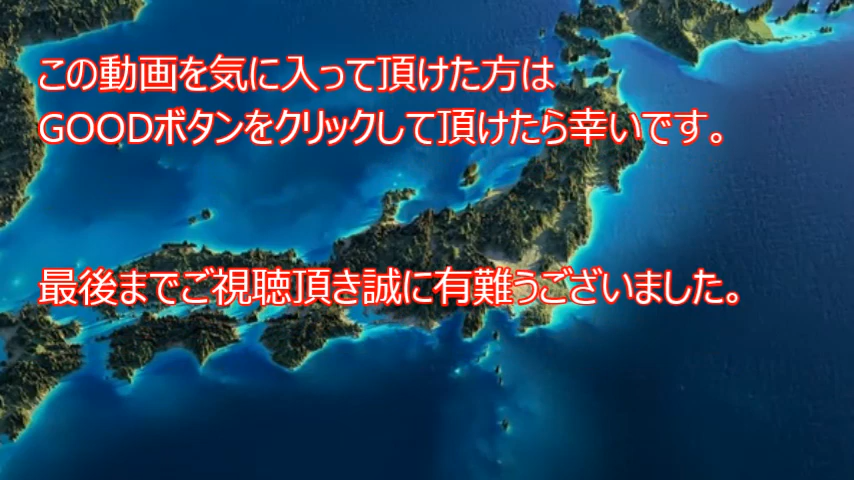 この動画を気に入って頂けた方は
GOODボタンをクリックして頂けたら幸いです。
最後までご視聴頂き誠に有難うございました。